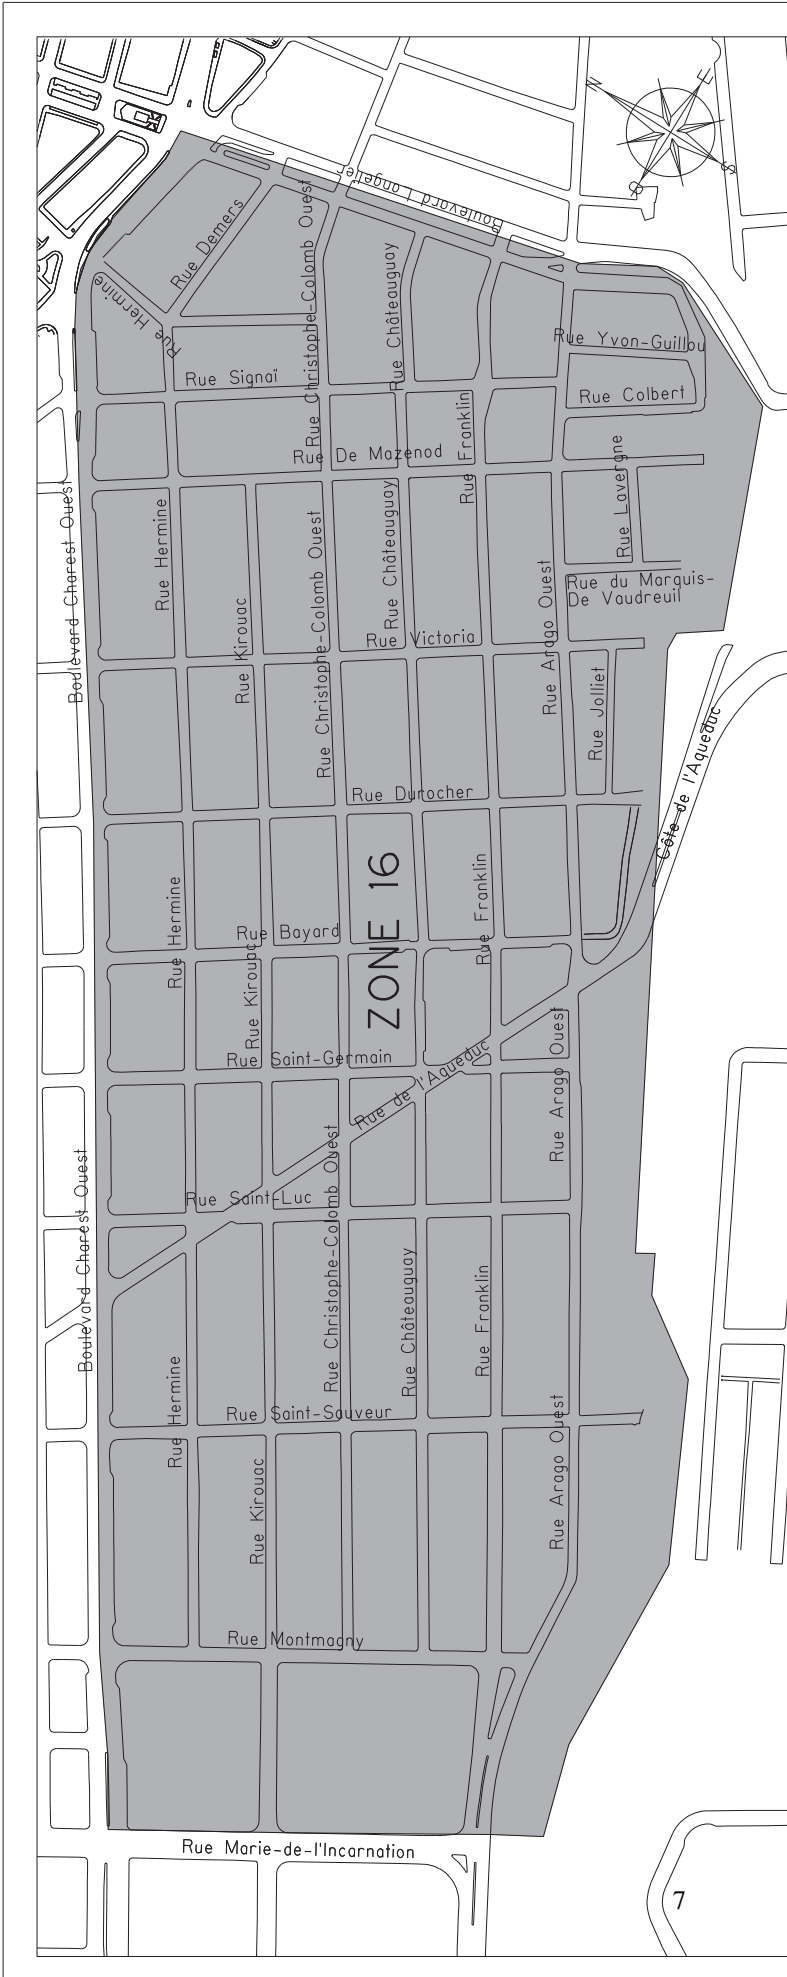 N
E
S
O
Boulevard Langelier
Rue Demers
Rue Hermine
Rue Christophe-Colomb Ouest
Rue Châteauguay
Rue Yvon-Guillou
Rue Signaï
Rue Colbert
Rue Franklin
Rue De Mazenod
Rue Lavergne
Boulevard Charest Ouest
Rue Hermine
Rue Kirouac
Rue Christophe-Colomb Ouest
Rue Châteauguay
Rue Arago Ouest
Rue du Marquis-
De Vaudreuil
Rue Victoria
Rue Jolliet
Côte de l'Aqueduc
Rue Durocher
ZONE 16
Rue Hermine
Rue Franklin
Rue Bayard
Rue Kirouac
Rue Saint-Germain
Rue de l'Aqueduc
Rue Arago Ouest
Rue Saint-Luc
Boulevard Charest Ouest
Rue Christophe-Colomb Ouest
Rue Châteauguay
Rue Franklin
Rue Hermine
Rue Saint-Sauveur
Rue Kirouac
Rue Arago Ouest
Rue Montmagny
Rue Marie-de-l'Incarnation
7